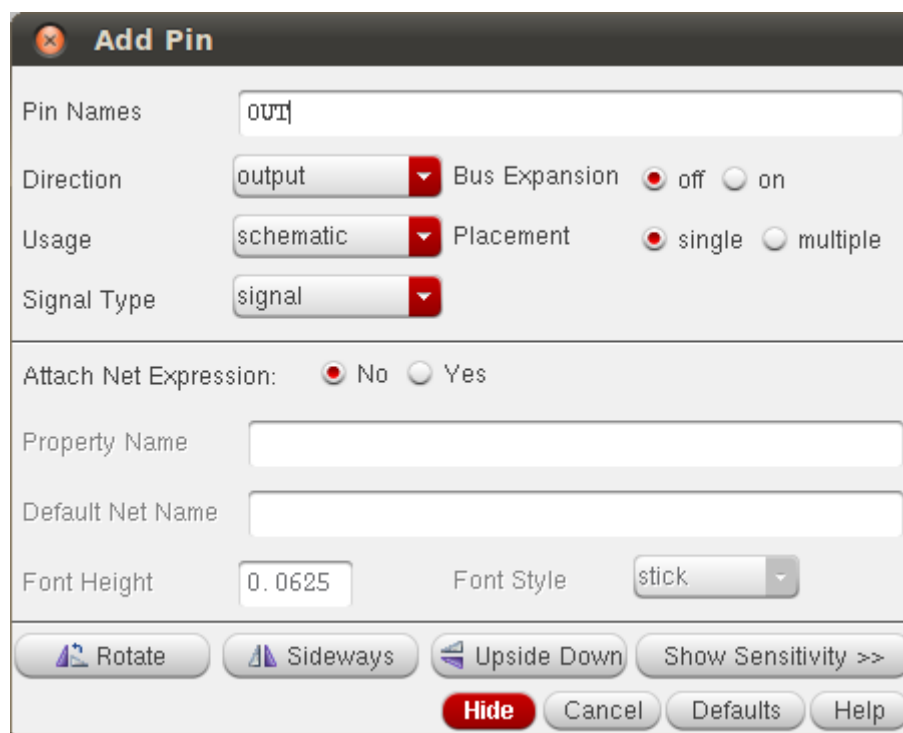 Add Pin
Pin Names OUT
Direction output Bus Expansion off on
Usage schematic Placement single multiple
Signal Type signal
Attach Net Expression: No Yes
Property Name
Default Net Name
Font Height 0.0625 Font Style stick
Rotate Sideways Upside Down Show Sensitivity >>
Hide Cancel Defaults Help